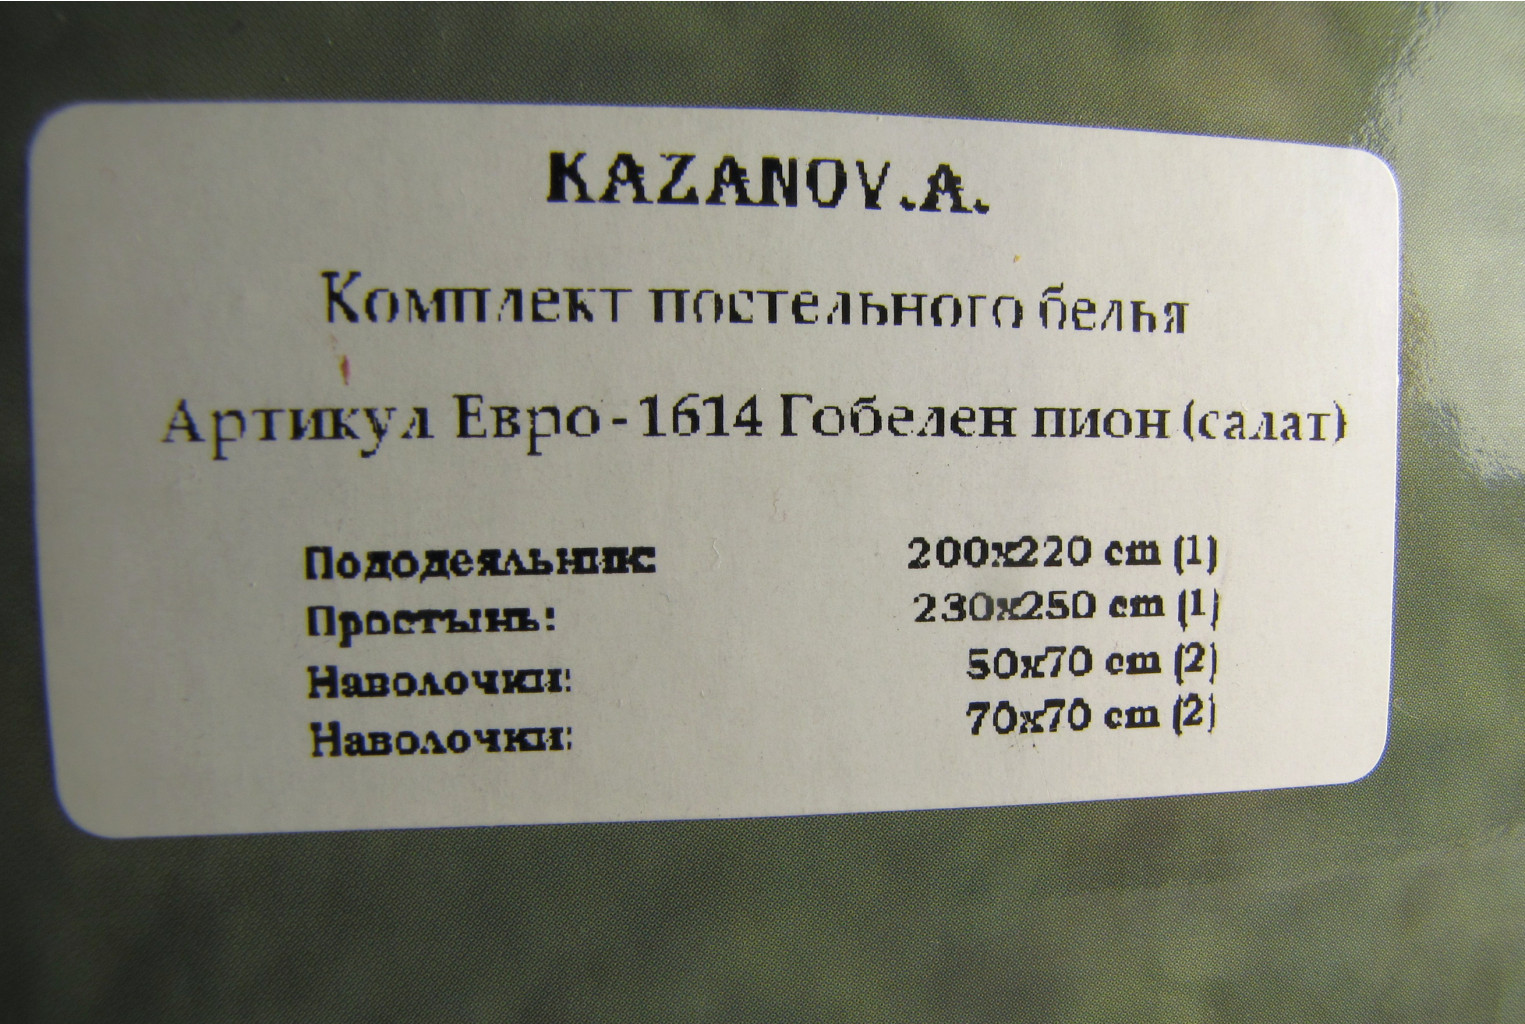 KAZANOV.A.
Комплект постельного белья
Артикул Евро-1614 Гобелен пион (салат)
Пододеяльник: 200x220 cm (1)
Простынь: 230x250 cm (1)
Наволочки: 50x70 cm (2)
Наволочки: 70x70 cm (2)